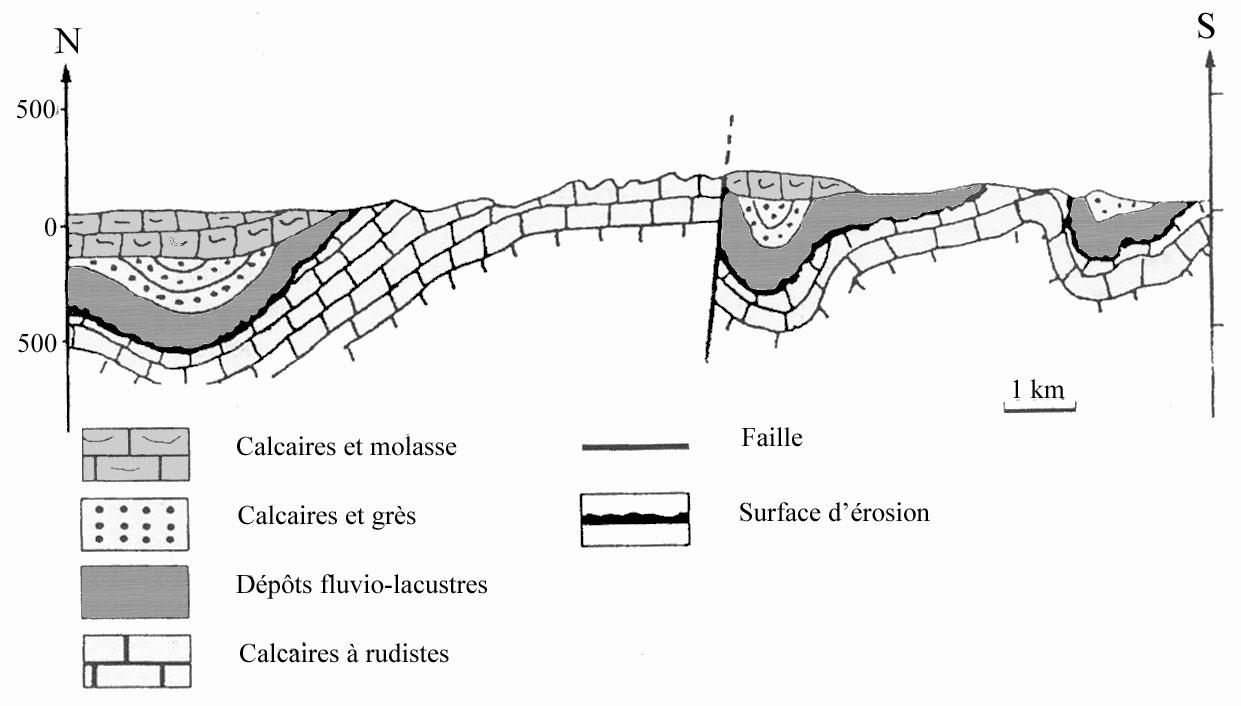 N
S
500
0
500
1 km
Calcaires et molasse
Faille
Calcaires et grès
Surface d'érosion
Dépôts fluvio-lacustres
Calcaires à rudistes